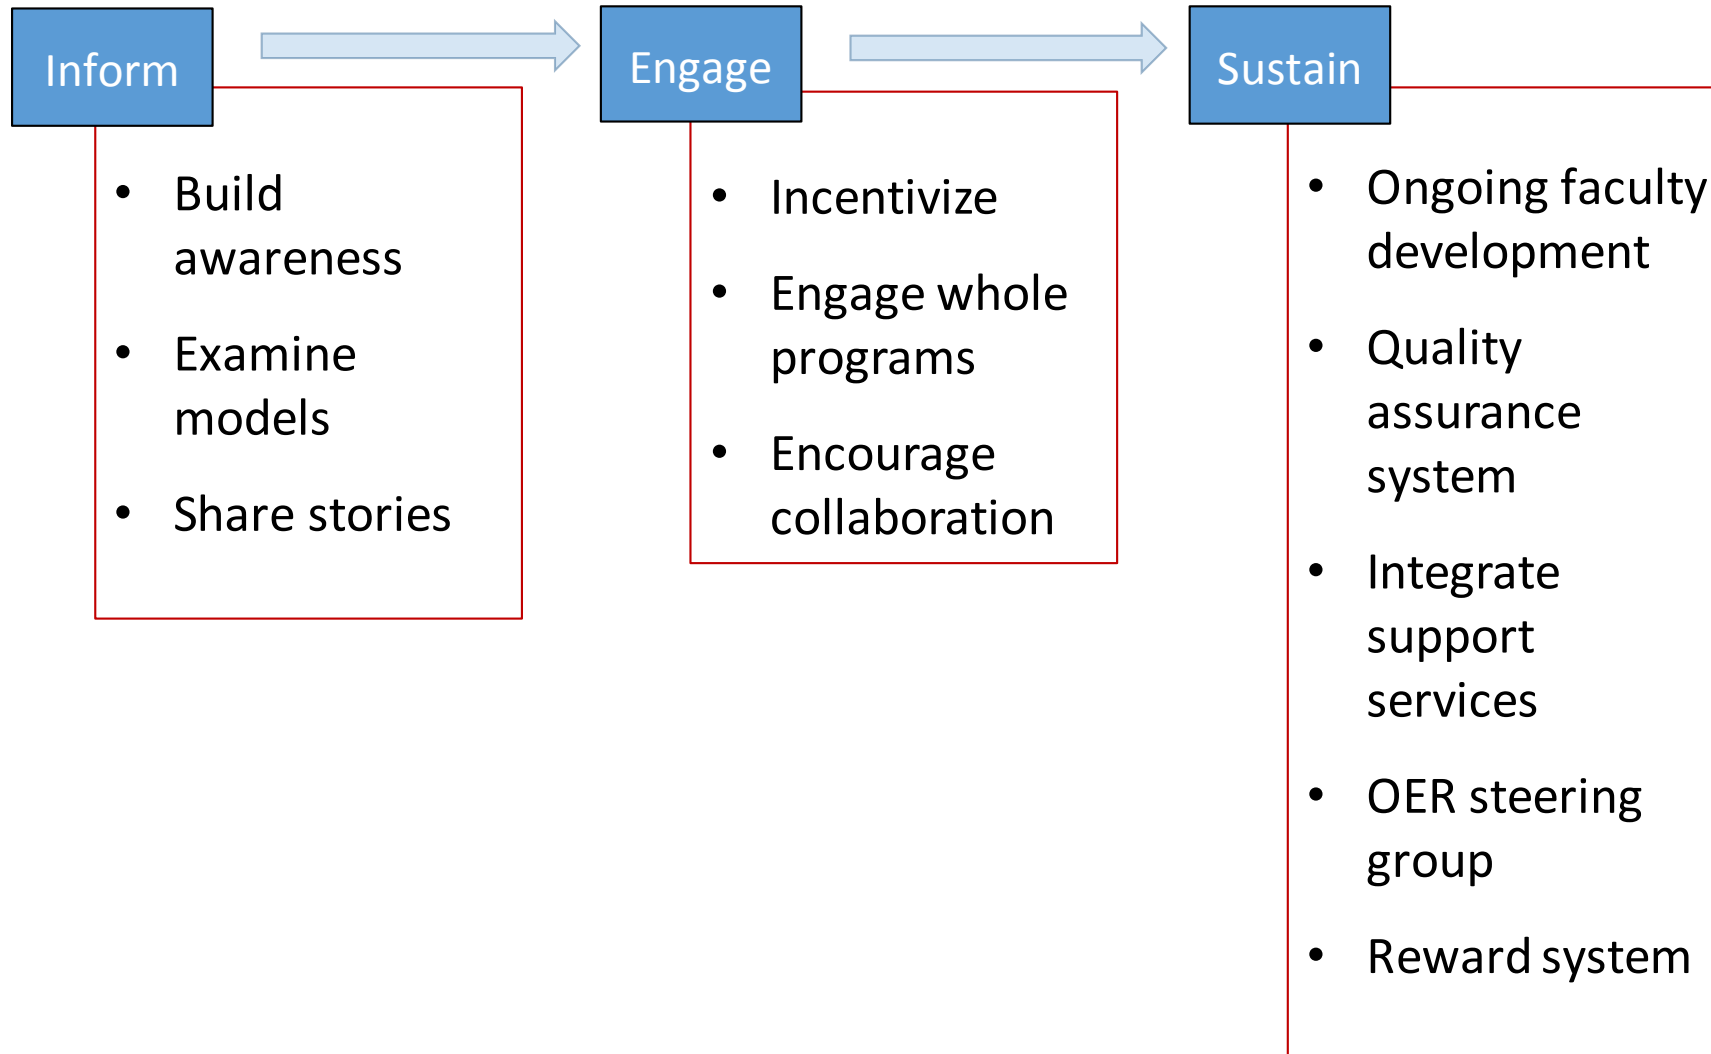 Inform
• Build
awareness
• Examine
models
• Share stories
Engage
• Incentivize
• Engage whole
programs
• Encourage
collaboration
Sustain
• Ongoing faculty
development
• Quality
assurance
system
• Integrate
support
services
• OER steering
group
• Reward system